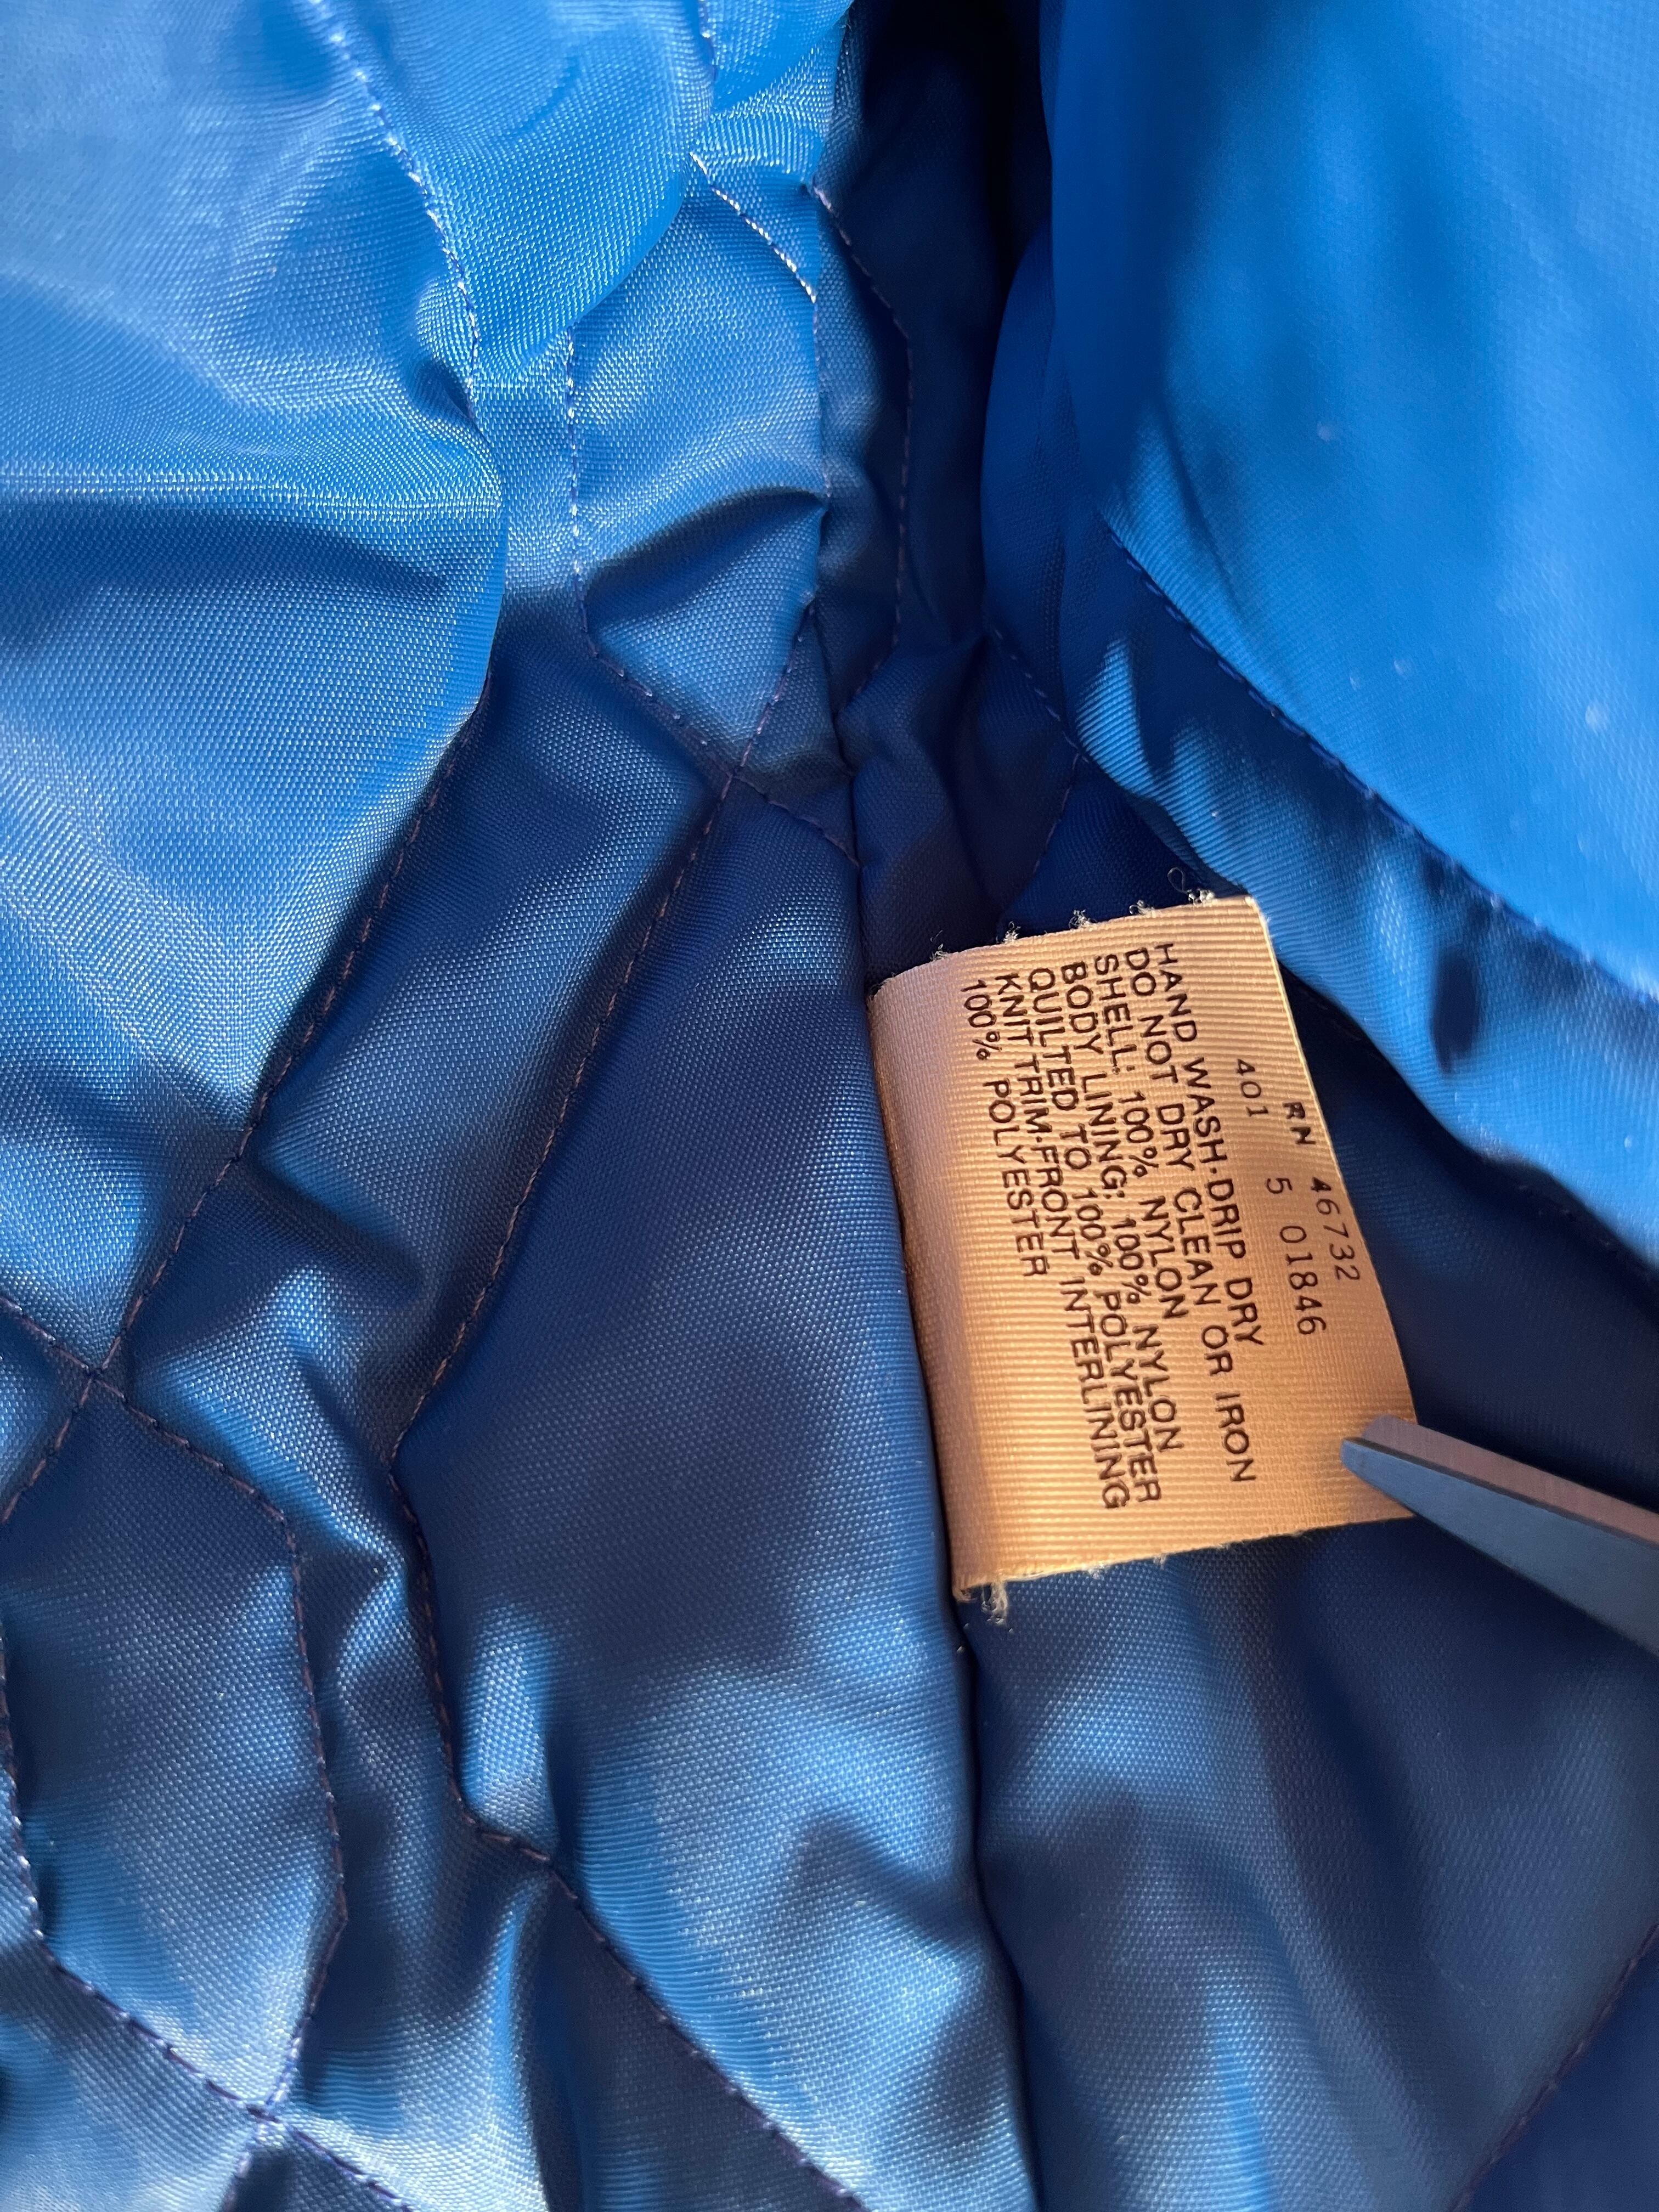 RN 46732
401 5 01846
HAND WASH-DRIP DRY
DO NOT DRY CLEAN OR IRON
SHELL: 100% NYLON
BODY LINING: 100% NYLON
QUILTED TO 100% POLYESTER
KNIT TRIM-FRONT INTERLINING
100% POLYESTER